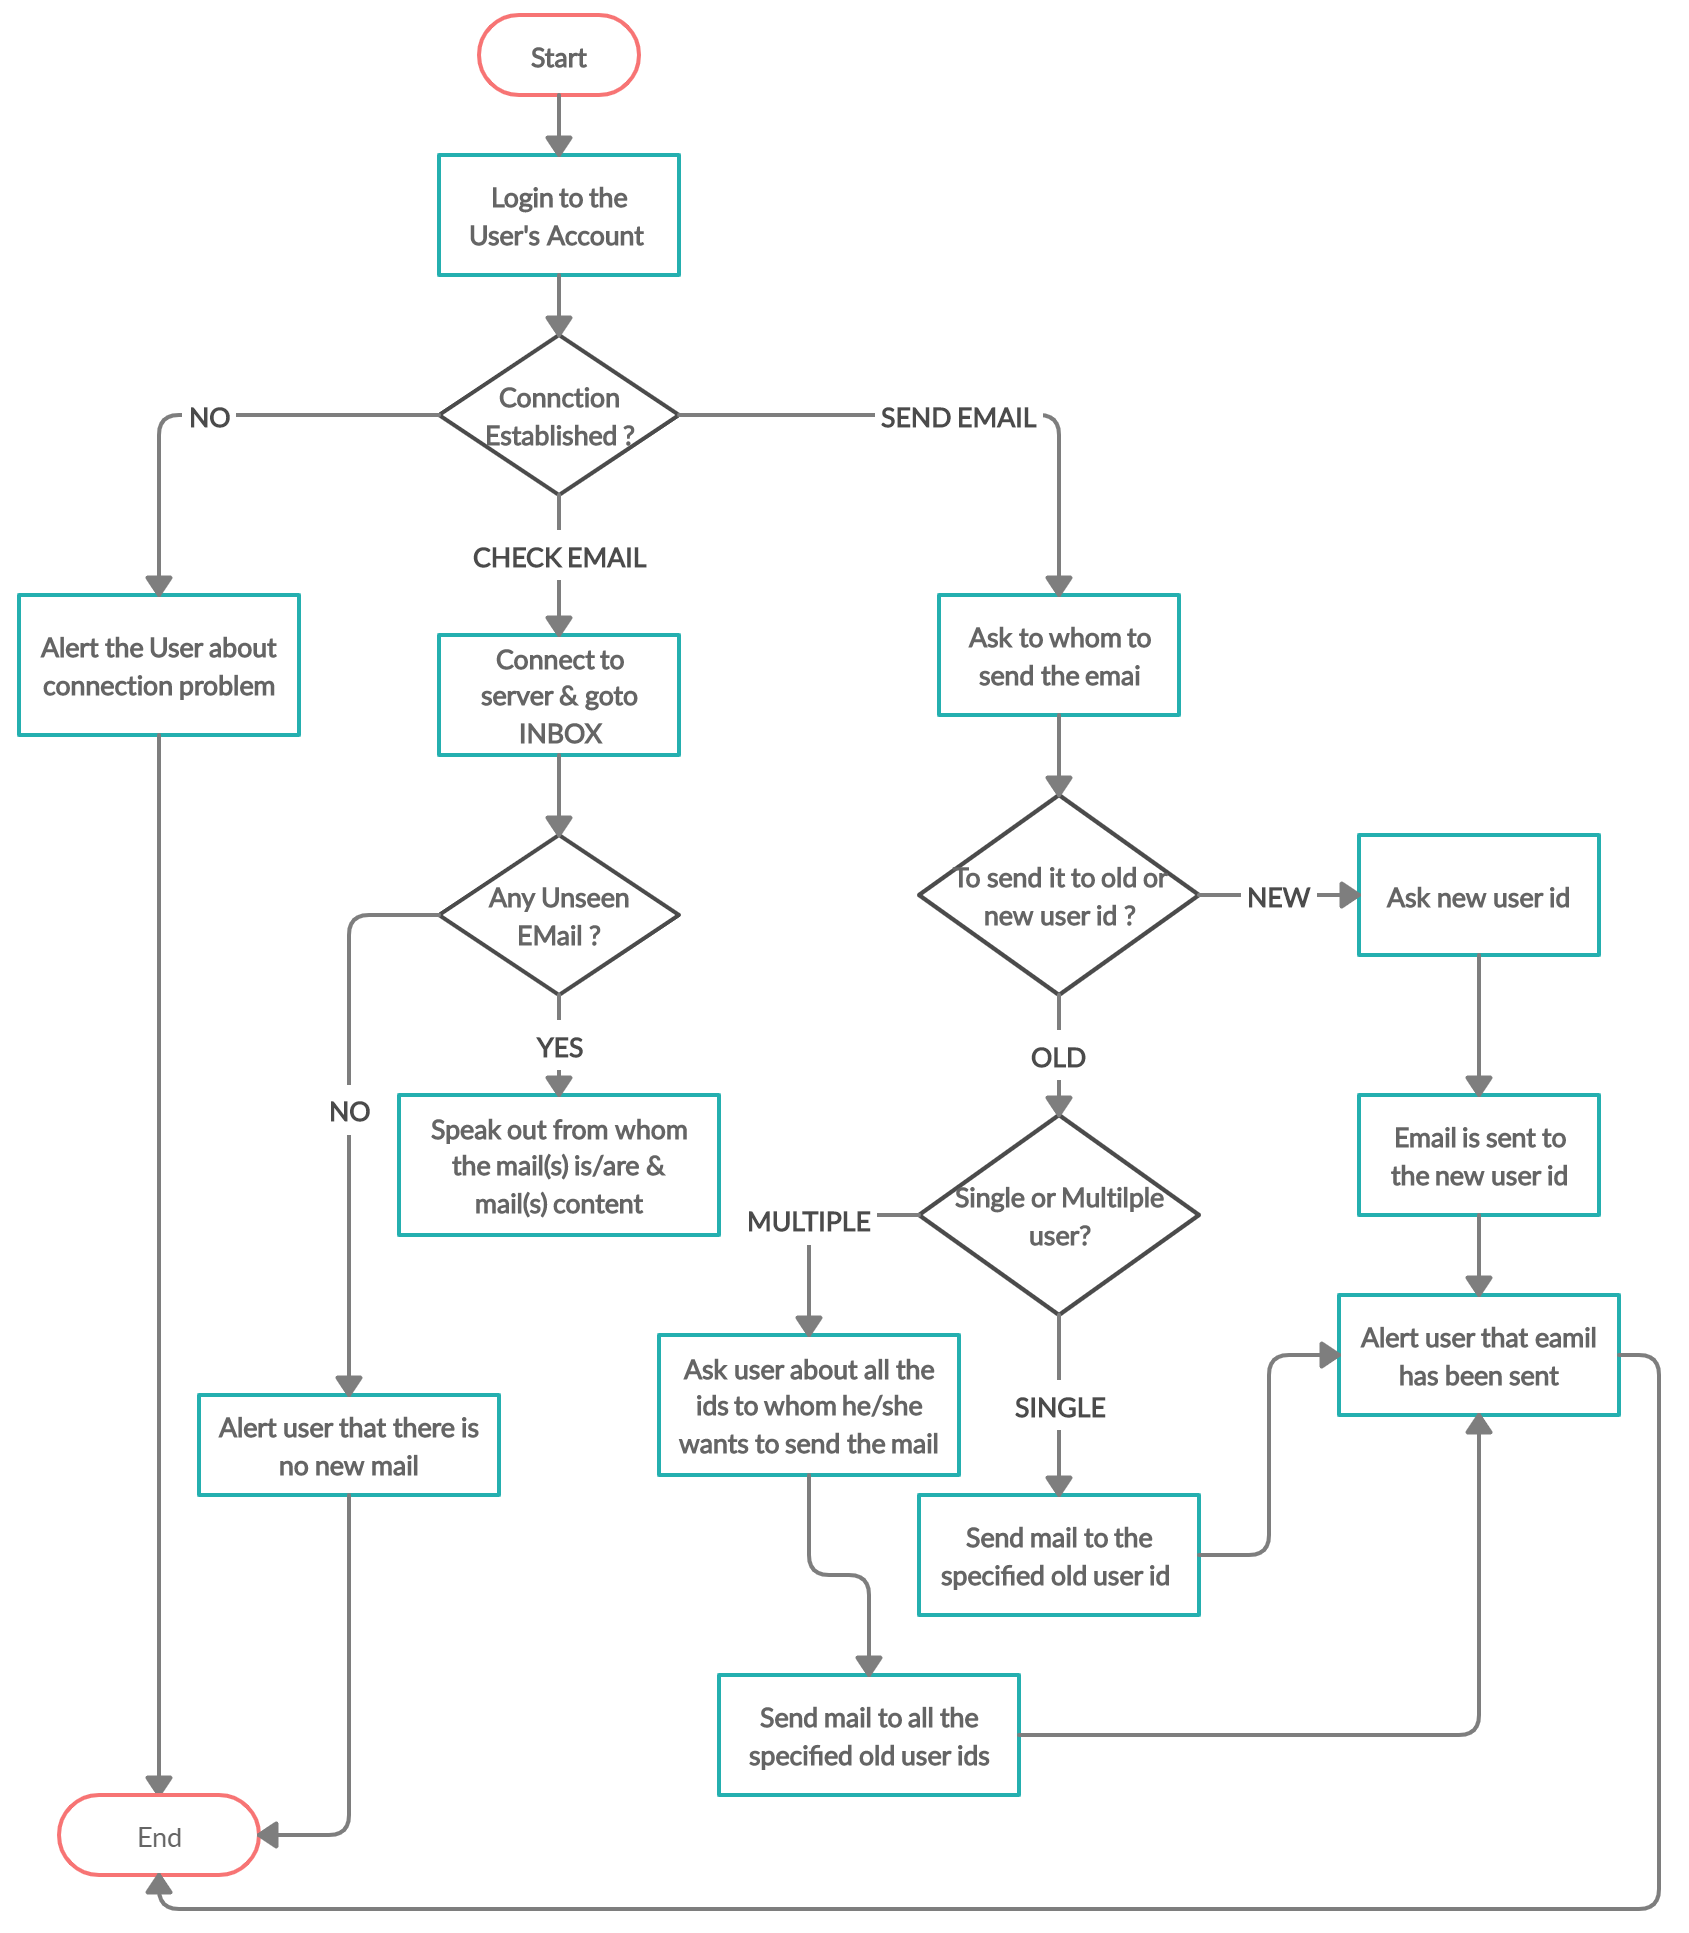 Start
Login to the
User's Account
Connction
Established ?
NO
SEND EMAIL
CHECK EMAIL
Alert the User about
connection problem
Connect to
server & goto
INBOX
Ask to whom to
send the emai
Any Unseen
EMail ?
To send it to old or
new user id ?
NEW
Ask new user id
YES
OLD
NO
Speak out from whom
the mail(s) is/are &
mail(s) content
Email is sent to
the new user id
MULTIPLE
Single or Multilple
user?
Ask user about all the
ids to whom he/she
wants to send the mail
SINGLE
Alert user that eamil
has been sent
Alert user that there is
no new mail
Send mail to the
specified old user id
Send mail to all the
specified old user ids
End